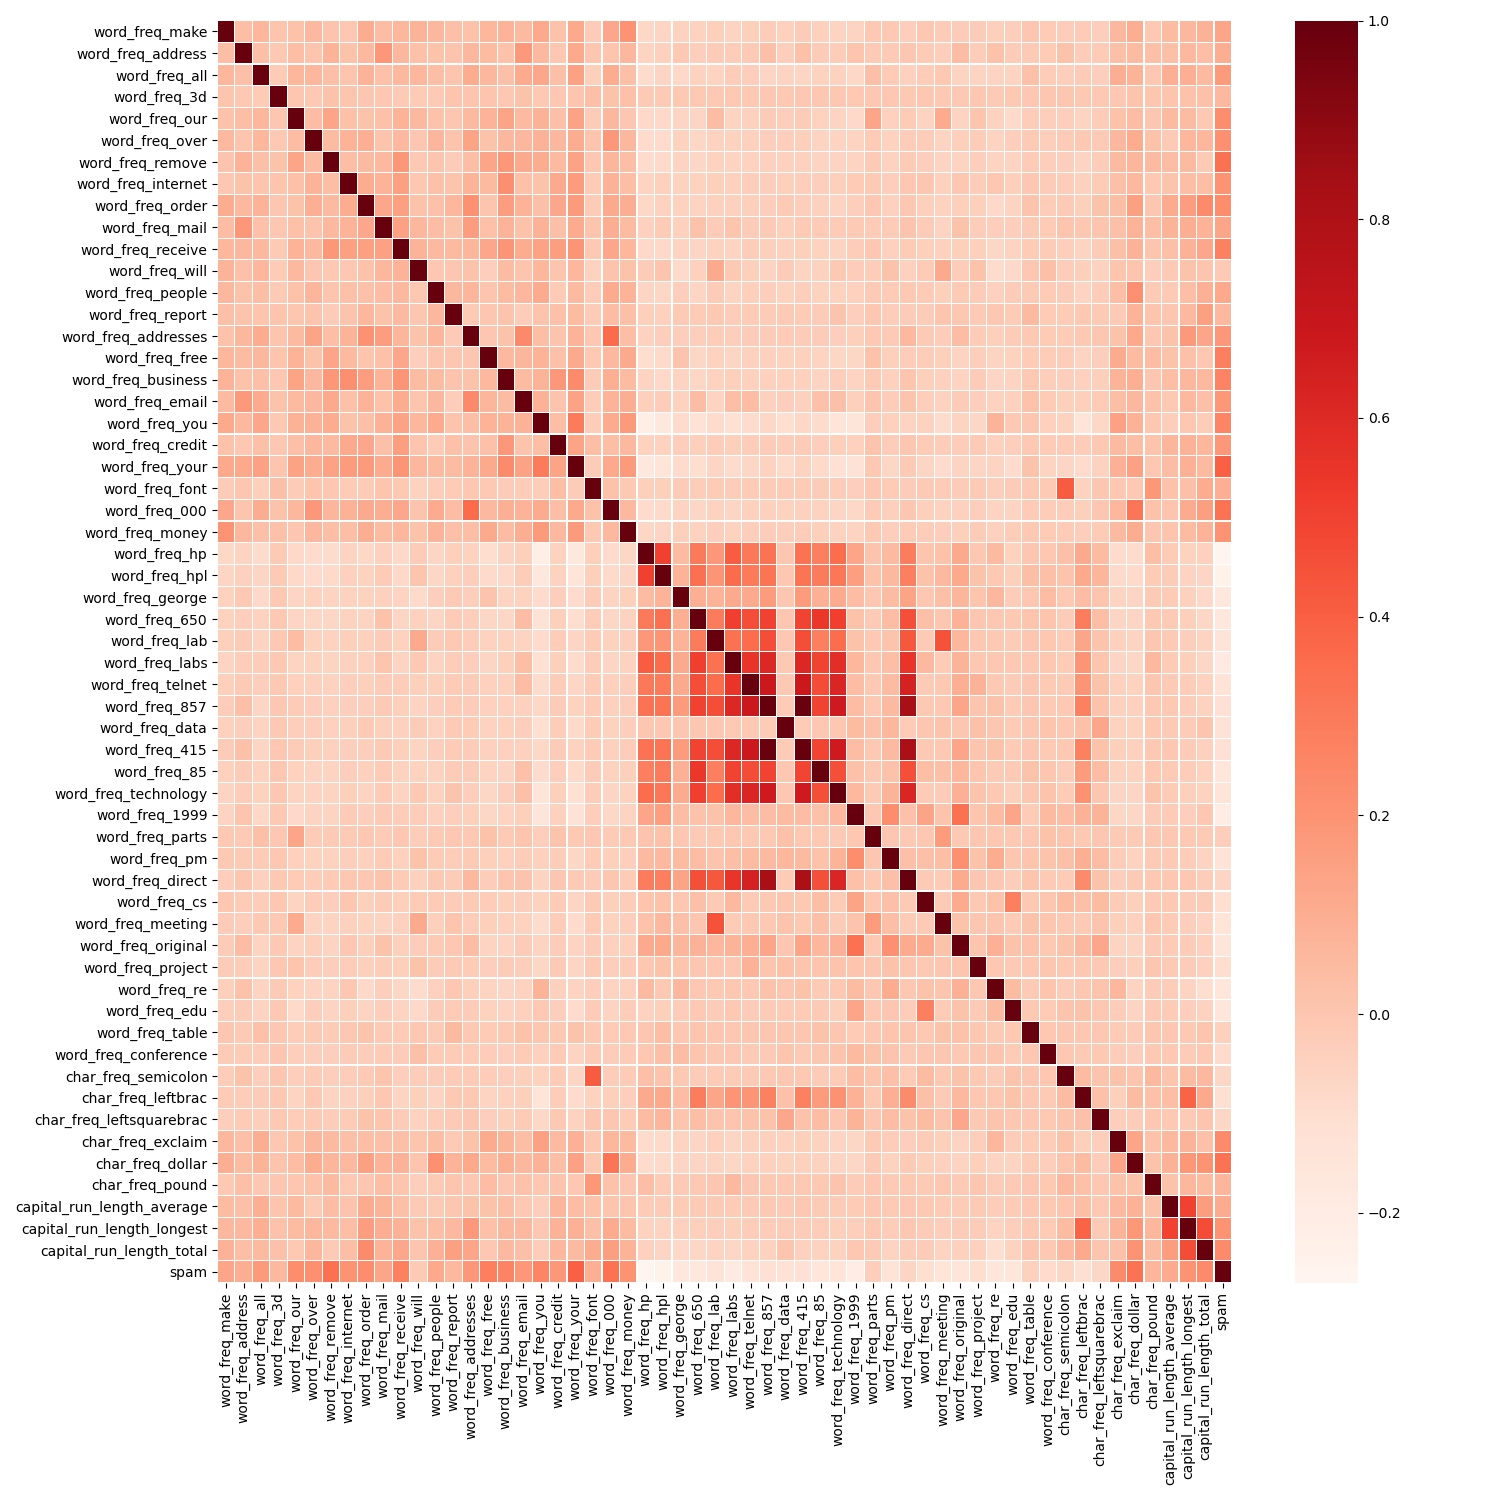 word_freq_make
word_freq_address
word_freq_all
word_freq_3d
word_freq_our
word_freq_over
word_freq_remove
word_freq_internet
word_freq_order
word_freq_mail
word_freq_receive
word_freq_will
word_freq_people
word_freq_report
word_freq_addresses
word_freq_free
word_freq_business
word_freq_email
word_freq_you
word_freq_credit
word_freq_your
word_freq_font
word_freq_000
word_freq_money
word_freq_hp
word_freq_hpl
word_freq_george
word_freq_650
word_freq_lab
word_freq_labs
word_freq_telnet
word_freq_857
word_freq_data
word_freq_415
word_freq_85
word_freq_technology
word_freq_1999
word_freq_parts
word_freq_pm
word_freq_direct
word_freq_cs
word_freq_meeting
word_freq_original
word_freq_project
word_freq_re
word_freq_edu
word_freq_table
word_freq_conference
char_freq_semicolon
char_freq_leftbrac
char_freq_leftsquarebrac
char_freq_exclaim
char_freq_dollar
char_freq_pound
capital_run_length_average
capital_run_length_longest
capital_run_length_total
spam
word_freq_make
word_freq_address
word_freq_all
word_freq_3d
word_freq_our
word_freq_over
word_freq_remove
word_freq_internet
word_freq_order
word_freq_mail
word_freq_receive
word_freq_will
word_freq_people
word_freq_report
word_freq_addresses
word_freq_free
word_freq_business
word_freq_email
word_freq_you
word_freq_credit
word_freq_your
word_freq_font
word_freq_000
word_freq_money
word_freq_hp
word_freq_hpl
word_freq_george
word_freq_650
word_freq_lab
word_freq_labs
word_freq_telnet
word_freq_857
word_freq_data
word_freq_415
word_freq_85
word_freq_technology
word_freq_1999
word_freq_parts
word_freq_pm
word_freq_direct
word_freq_cs
word_freq_meeting
word_freq_original
word_freq_project
word_freq_re
word_freq_edu
word_freq_table
word_freq_conference
char_freq_semicolon
char_freq_leftbrac
char_freq_leftsquarebrac
char_freq_exclaim
char_freq_dollar
char_freq_pound
capital_run_length_average
capital_run_length_longest
capital_run_length_total
spam
1.0
0.8
0.6
0.4
0.2
0.0
−0.2